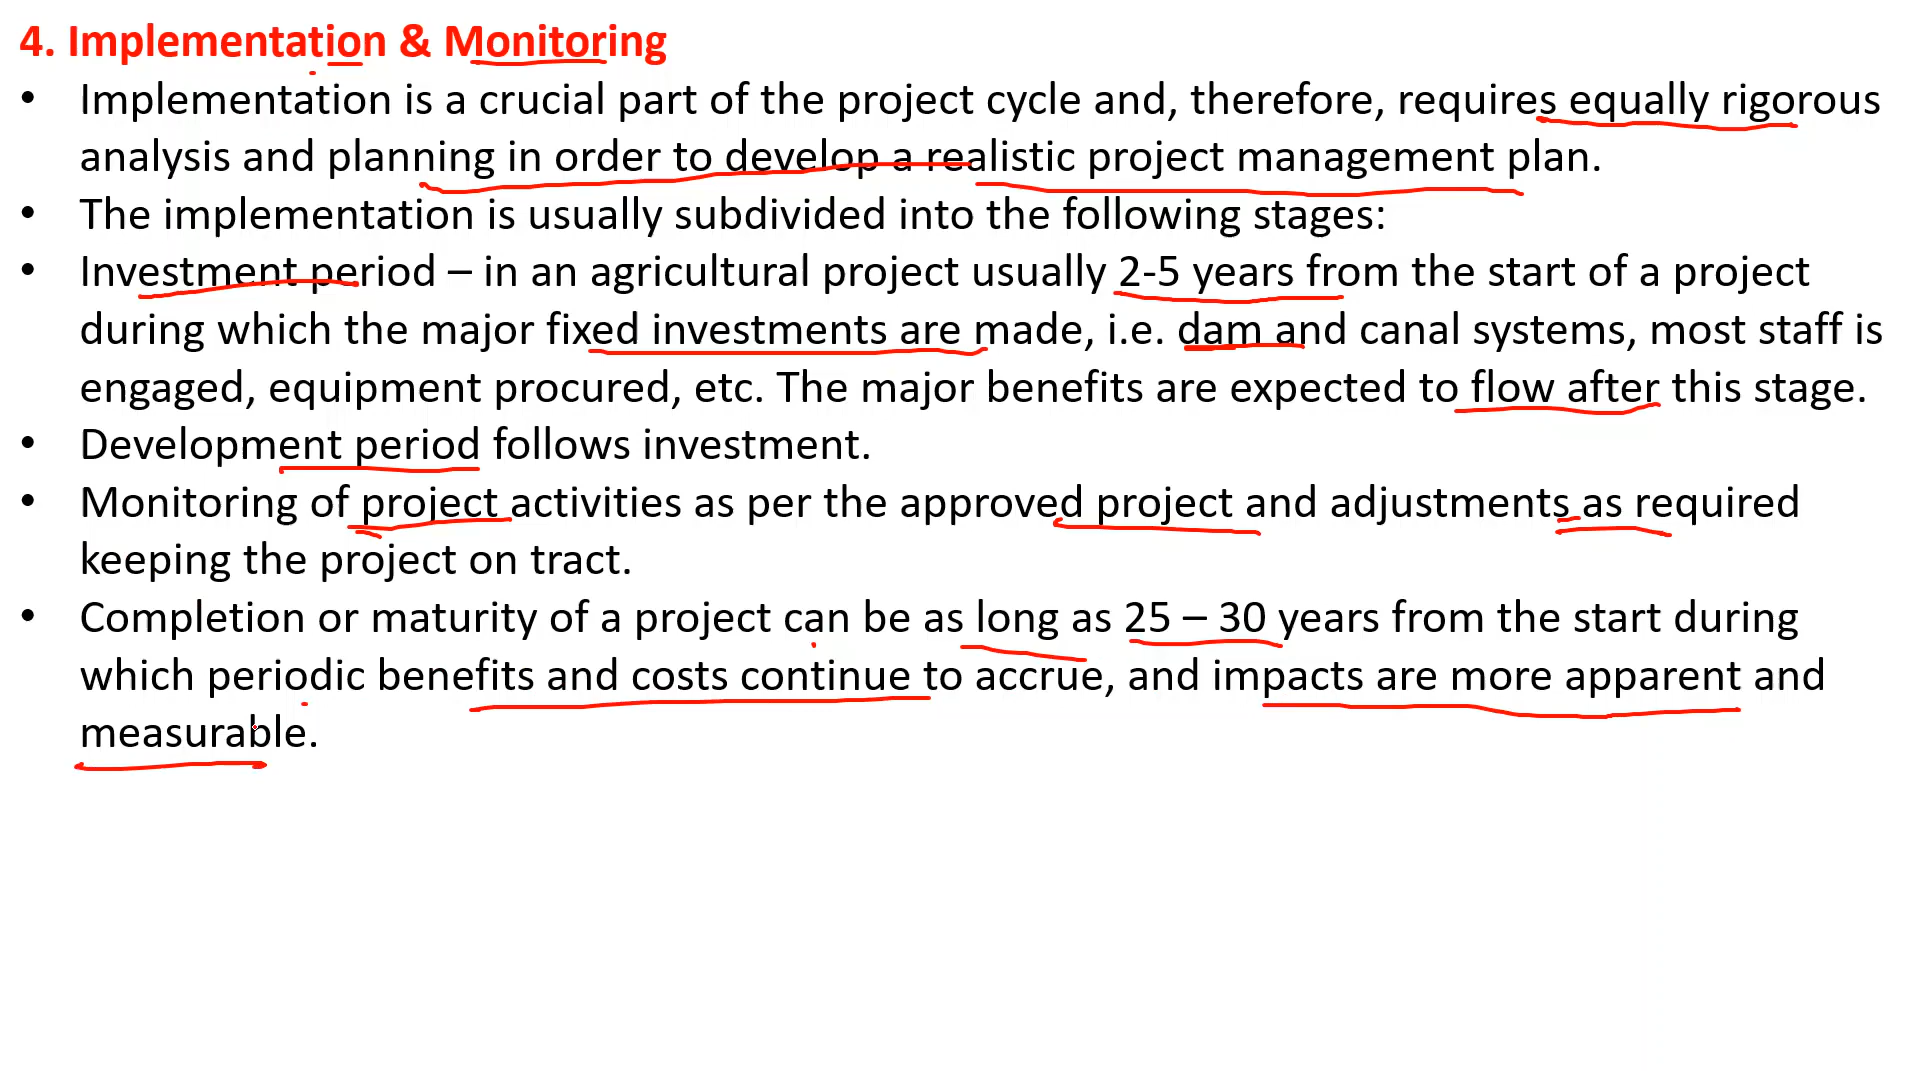 4. Implementation & Monitoring
• Implementation is a crucial part of the project cycle and, therefore, requires equally rigorous
analysis and planning in order to develop a realistic project management plan.
• The implementation is usually subdivided into the following stages:
• Investment period – in an agricultural project usually 2-5 years from the start of a project
during which the major fixed investments are made, i.e. dam and canal systems, most staff is
engaged, equipment procured, etc. The major benefits are expected to flow after this stage.
• Development period follows investment.
• Monitoring of project activities as per the approved project and adjustments as required
keeping the project on tract.
• Completion or maturity of a project can be as long as 25 – 30 years from the start during
which periodic benefits and costs continue to accrue, and impacts are more apparent and
measurable.